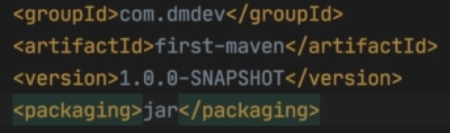 <groupId>com.dmdev</groupId>
<artifactId>first-maven</artifactId>
<version>1.0.0-SNAPSHOT</version>
<packaging>jar</packaging>